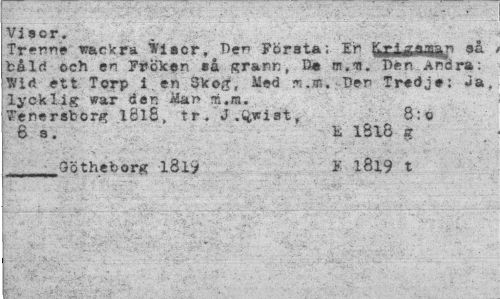 Visor.
Trenne wackra Wisor, Den Första: En Krigsman så
båld och en Fröken så grann, De m.m. Den Andra:
Wid ett Torp i en Skog, Med m.m. Den Tredje: Ja,
lycklig war den Man m.m.
Wenersborg 1818, tr. J.Qwist, 8:o
8 s. E 1818 g
Götheborg 1819 E 1819 t